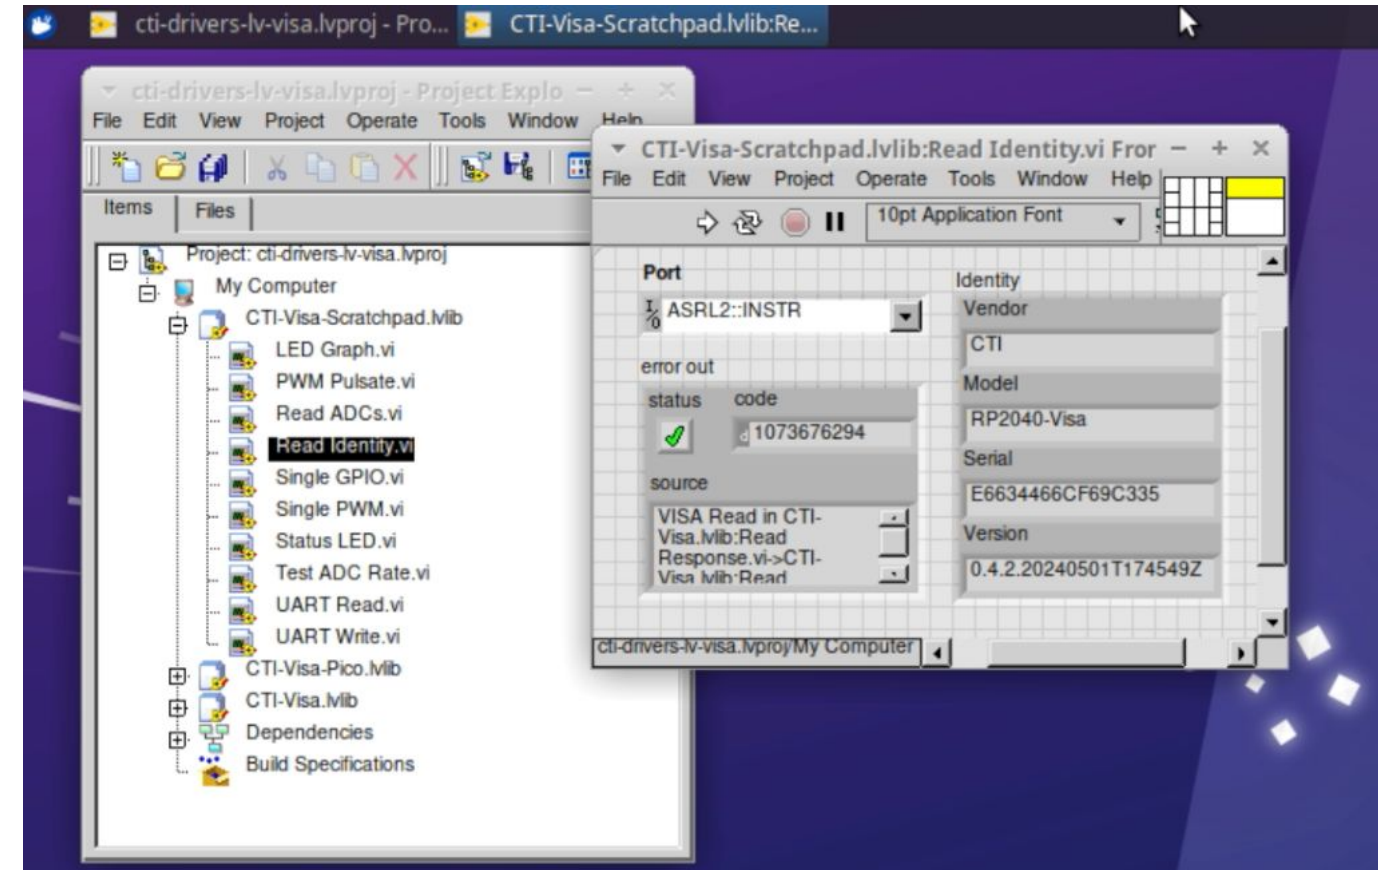 cti-drivers-lv-visa.lvproj - Pro...
CTI-Visa-Scratchpad.lvlib:Re...
cti-drivers-lv-visa.lvproj - Project Explo
File Edit View Project Operate Tools Window Help
Items Files
Project: cti-drivers-lv-visa.lvproj
My Computer
CTI-Visa-Scratchpad.lvlib
LED Graph.vi
PWM Pulsate.vi
Read ADCs.vi
Read Identity.vi
Single GPIO.vi
Single PWM.vi
Status LED.vi
Test ADC Rate.vi
UART Read.vi
UART Write.vi
CTI-Visa-Pico.lvlib
CTI-Visa.lvlib
Dependencies
Build Specifications
CTI-Visa-Scratchpad.lvlib:Read Identity.vi Fror
File Edit View Project Operate Tools Window Help
10pt Application Font
Port
ASRL2::INSTR
error out
status code
d 1073676294
source
VISA Read in CTI-
Visa.lvlib:Read
Response.vi->CTI-
Visa.lvlib:Read
Identity
Vendor
CTI
Model
RP2040-Visa
Serial
E6634466CF69C335
Version
0.4.2.20240501T174549Z
cti-drivers-lv-visa.lvproj/My Computer